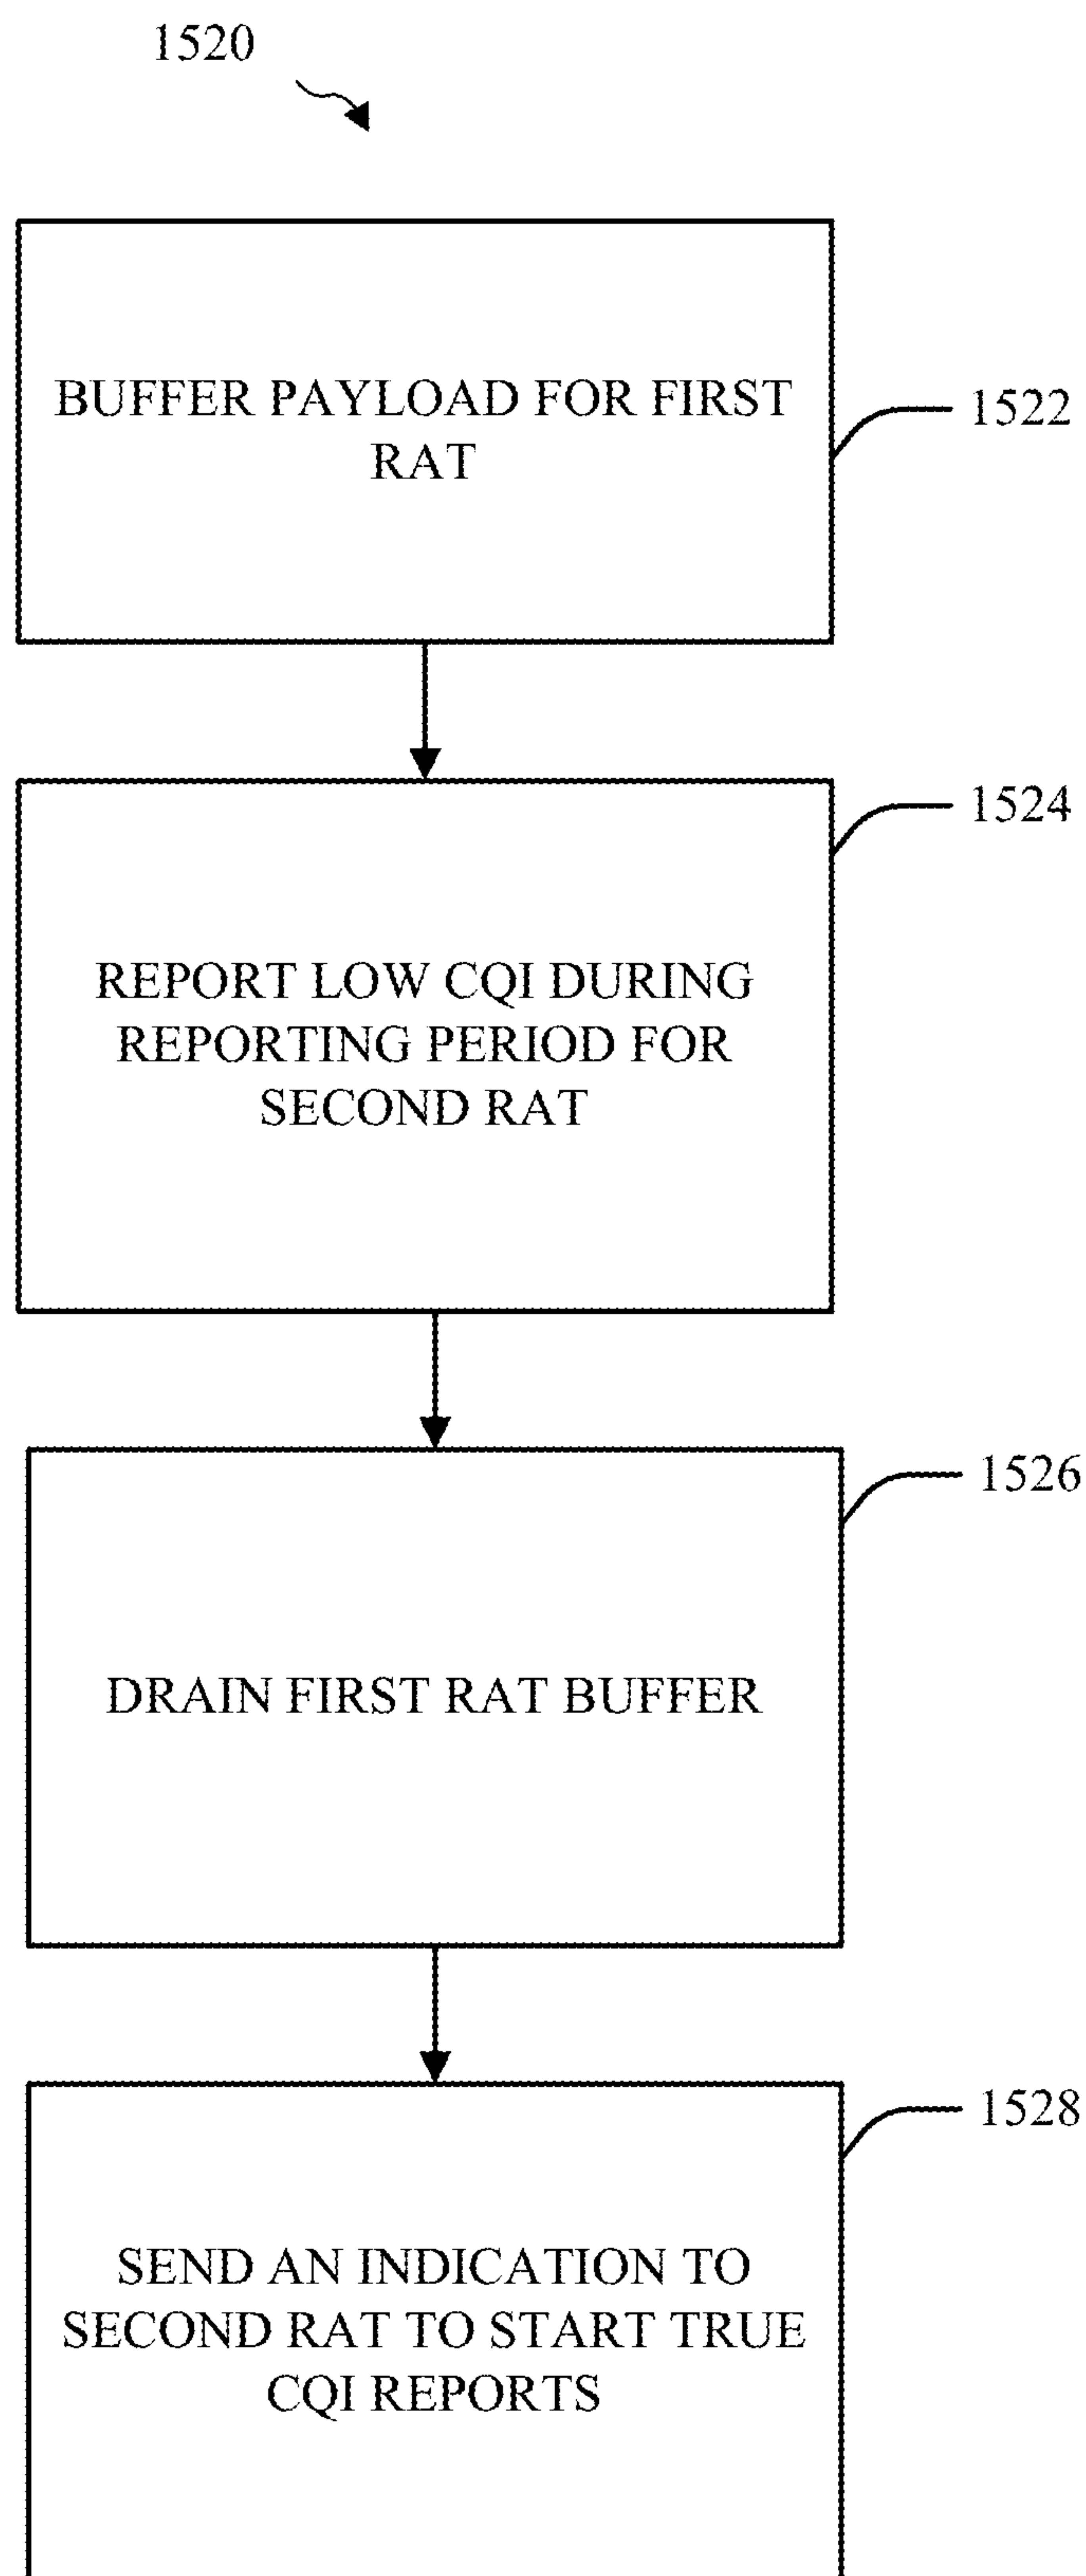 1520
BUFFER PAYLOAD FOR FIRST
RAT
1522
1524
REPORT LOW CQI DURING
REPORTING PERIOD FOR
SECOND RAT
1526
DRAIN FIRST RAT BUFFER
1528
SEND AN INDICATION TO
SECOND RAT TO START TRUE
CQI REPORTS